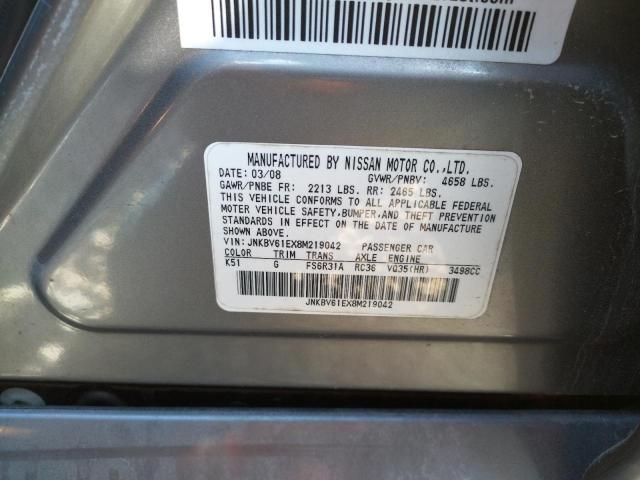 MANUFACTURED BY NISSAN MOTOR CO.,LTD.
DATE: 03/08 GVWR/PNBV: 4658 LBS.
GAWR/PNBE FR: 2213 LBS. RR: 2465 LBS.
THIS VEHICLE CONFORMS TO ALL APPLICABLE FEDERAL
MOTOR VEHICLE SAFETY,BUMPER,AND THEFT PREVENTION
STANDARDS IN EFFECT ON THE DATE OF MANUFACTURE
SHOWN ABOVE.
VIN: JNKBV61EX8M219042 PASSENGER CAR
COLOR TRIM TRANS AXLE ENGINE
K51 G FS6R31A RC36 VQ35(HR) 3498CC
JNKBV61EX8M219042